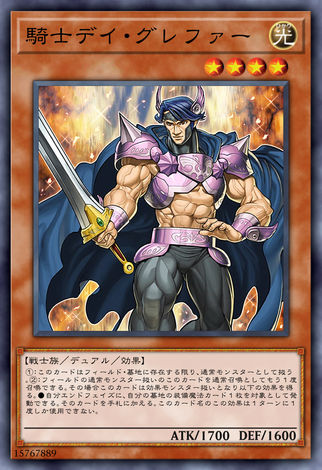 騎士デイ・グレファー
光
【戦士族／デュアル／効果】
①：このカードはフィールド・墓地に存在する限り、通常モンスターとして扱う。
②：フィールドの通常モンスター扱いのこのカードを通常召喚としてもう１度
召喚できる。その場合このカードは効果モンスター扱いとなり以下の効果を得
る。●自分エンドフェイズに、自分の墓地の装備魔法カード１枚を対象として発
動できる。そのカードを手札に加える。このカード名のこの効果は１ターンに１
度しか使用できない。
ATK/1700 DEF/1600
15767889